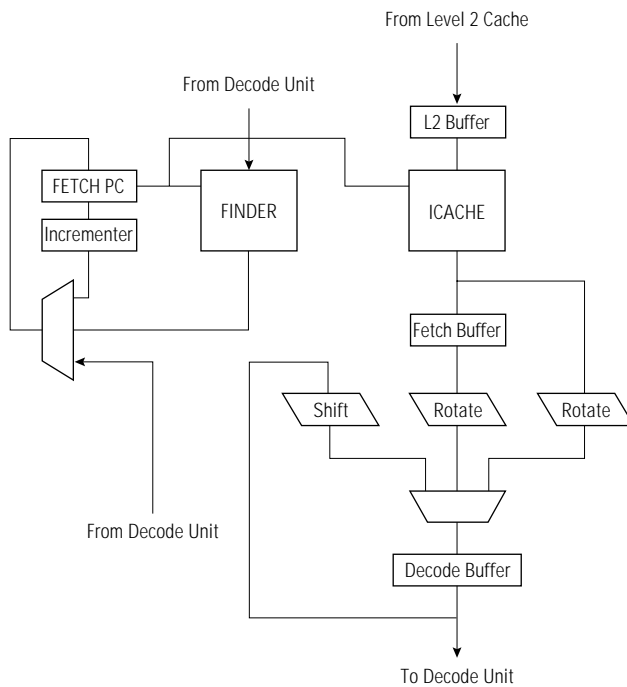 From Level 2 Cache
From Decode Unit
L2 Buffer
FETCH PC
FINDER
ICACHE
Incrementer
Fetch Buffer
Shift
Rotate
Rotate
From Decode Unit
Decode Buffer
To Decode Unit